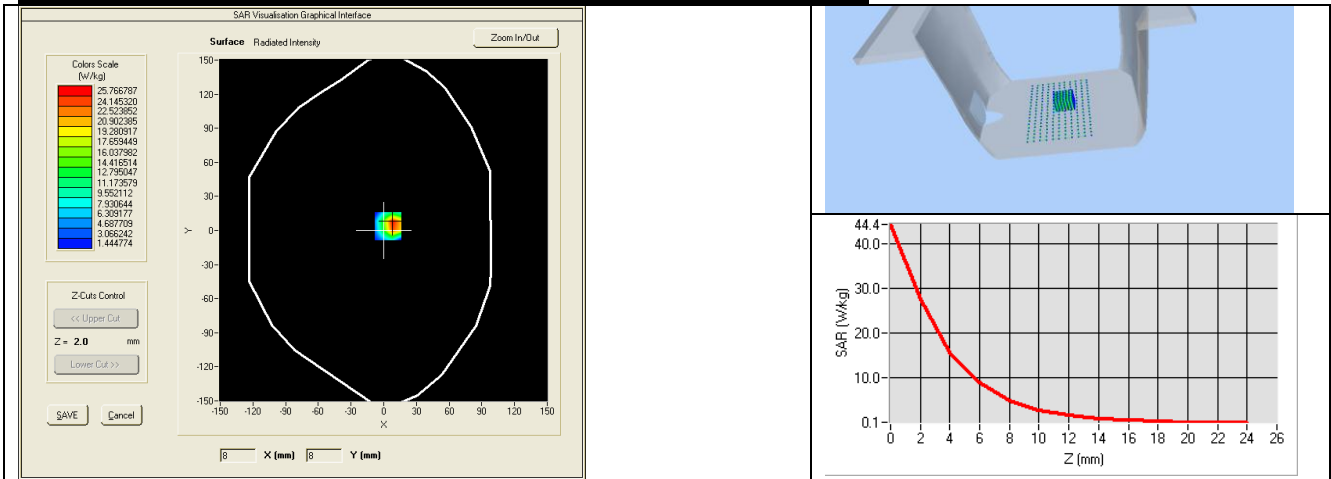 SAR Visualisation Graphical Interface
Surface Radiated Intensity
Zoom In/Out
Colors Scale
(W/kg)
25.766787
24.145320
22.523852
20.902385
19.280917
17.659449
16.037982
14.416514
12.795047
11.173579
9.552112
7.930644
6.309177
4.687709
3.066242
1.444774
Z-Cuts Control
<< Upper Cut
Z = 2.0 mm
Lower Cut >>
SAVE Cancel
150
120
90
60
30
0
-30
-60
-90
-120
-150
Y
-150 -120 -90 -60 -30 0 30 60 90 120 150
X
8 X (mm) 8 Y (mm)
44.4
40.0
30.0
20.0
10.0
0.1
SAR (W/kg)
0 2 4 6 8 10 12 14 16 18 20 22 24 26
Z (mm)